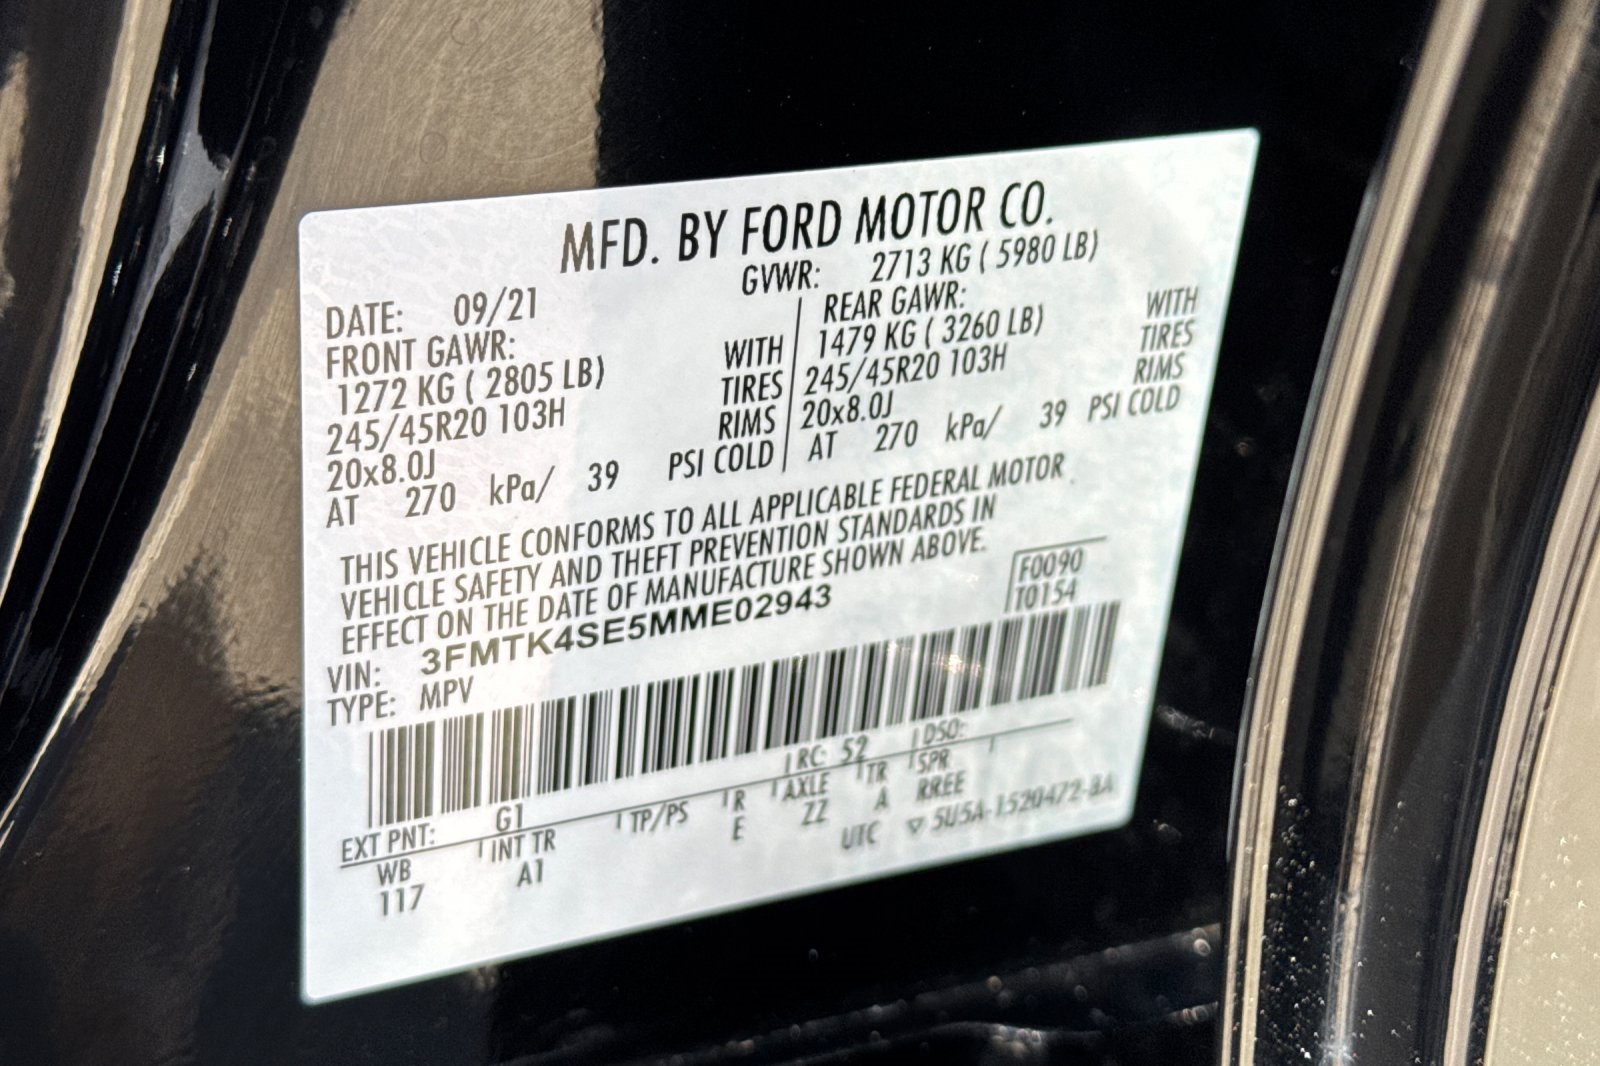 MFD. BY FORD MOTOR CO.
DATE: 09/21
GVWR: 2713 KG ( 5980 LB)
FRONT GAWR:
1272 KG ( 2805 LB) WITH
245/45R20 103H TIRES
20x8.0J RIMS
AT 270 kPa/ 39 PSI COLD
REAR GAWR:
1479 KG ( 3260 LB) WITH
245/45R20 103H TIRES
20x8.0J RIMS
AT 270 kPa/ 39 PSI COLD
THIS VEHICLE CONFORMS TO ALL APPLICABLE FEDERAL MOTOR
VEHICLE SAFETY AND THEFT PREVENTION STANDARDS IN
EFFECT ON THE DATE OF MANUFACTURE SHOWN ABOVE.
VIN: 3FMTK4SE5MME02943
TYPE: MPV
F0090
T0154
EXT PNT: G1 RC: 52 DSO:
WB INT TR TP/PS R AXLE TR SPR
117 A1 E ZZ A RREE
UTC ▽ 5U5A-1520472-BA